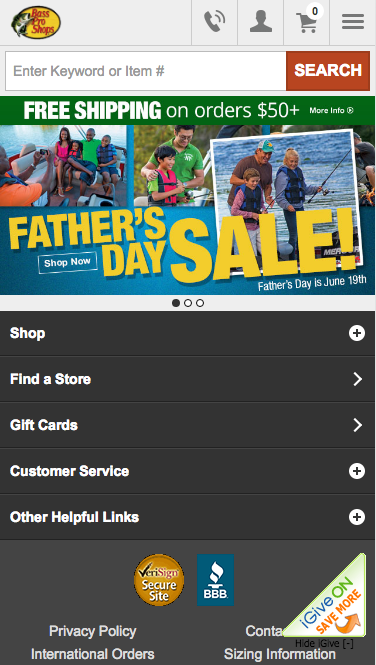 Bass
Pro
Shops
0
Enter Keyword or Item #
SEARCH
FREE SHIPPING on orders $50+ More Info
FATHER'S
DAY
SALE!
Shop Now
Father's Day is June 19th
Shop
Find a Store
Gift Cards
Customer Service
Other Helpful Links
VeriSign
Secure
Site
BBB
iGive ON
SAVE MORE
Privacy Policy
Hide iGive [-]
International Orders
Sizing Information